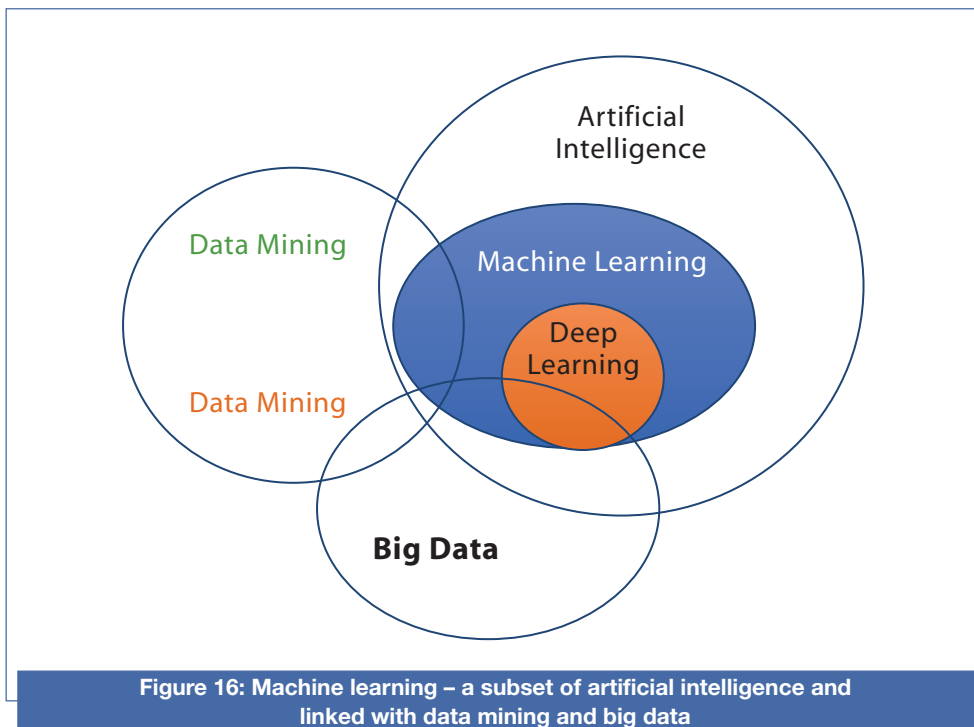 Artificial
Intelligence
Data Mining
Machine Learning
Deep
Learning
Data Mining
Big Data
Figure 16: Machine learning – a subset of artificial intelligence and
linked with data mining and big data